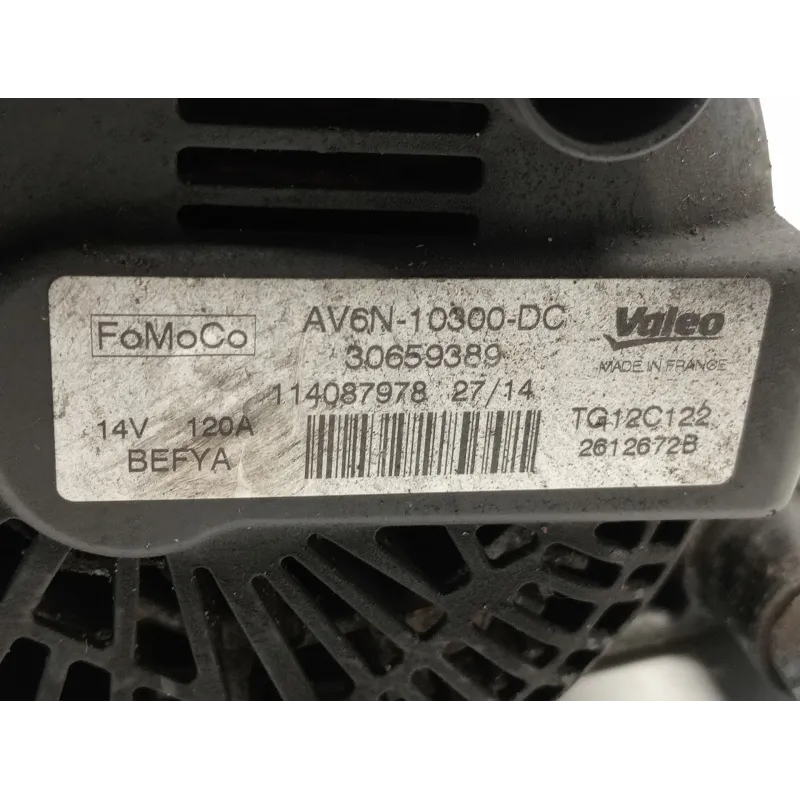 FoMoCo AV6N-10300-DC Valeo
30659389 MADE IN FRANCE
114087978 27/14
14V 120A TG12C122
BEFYA 2612672B